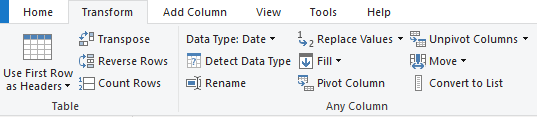 Home Transform Add Column View Tools Help
Use First Row
as Headers
Transpose
Reverse Rows
Count Rows
Table
Data Type: Date
Detect Data Type
Rename
1
2
Replace Values
Fill
Pivot Column
Unpivot Columns
Move
Convert to List
Any Column